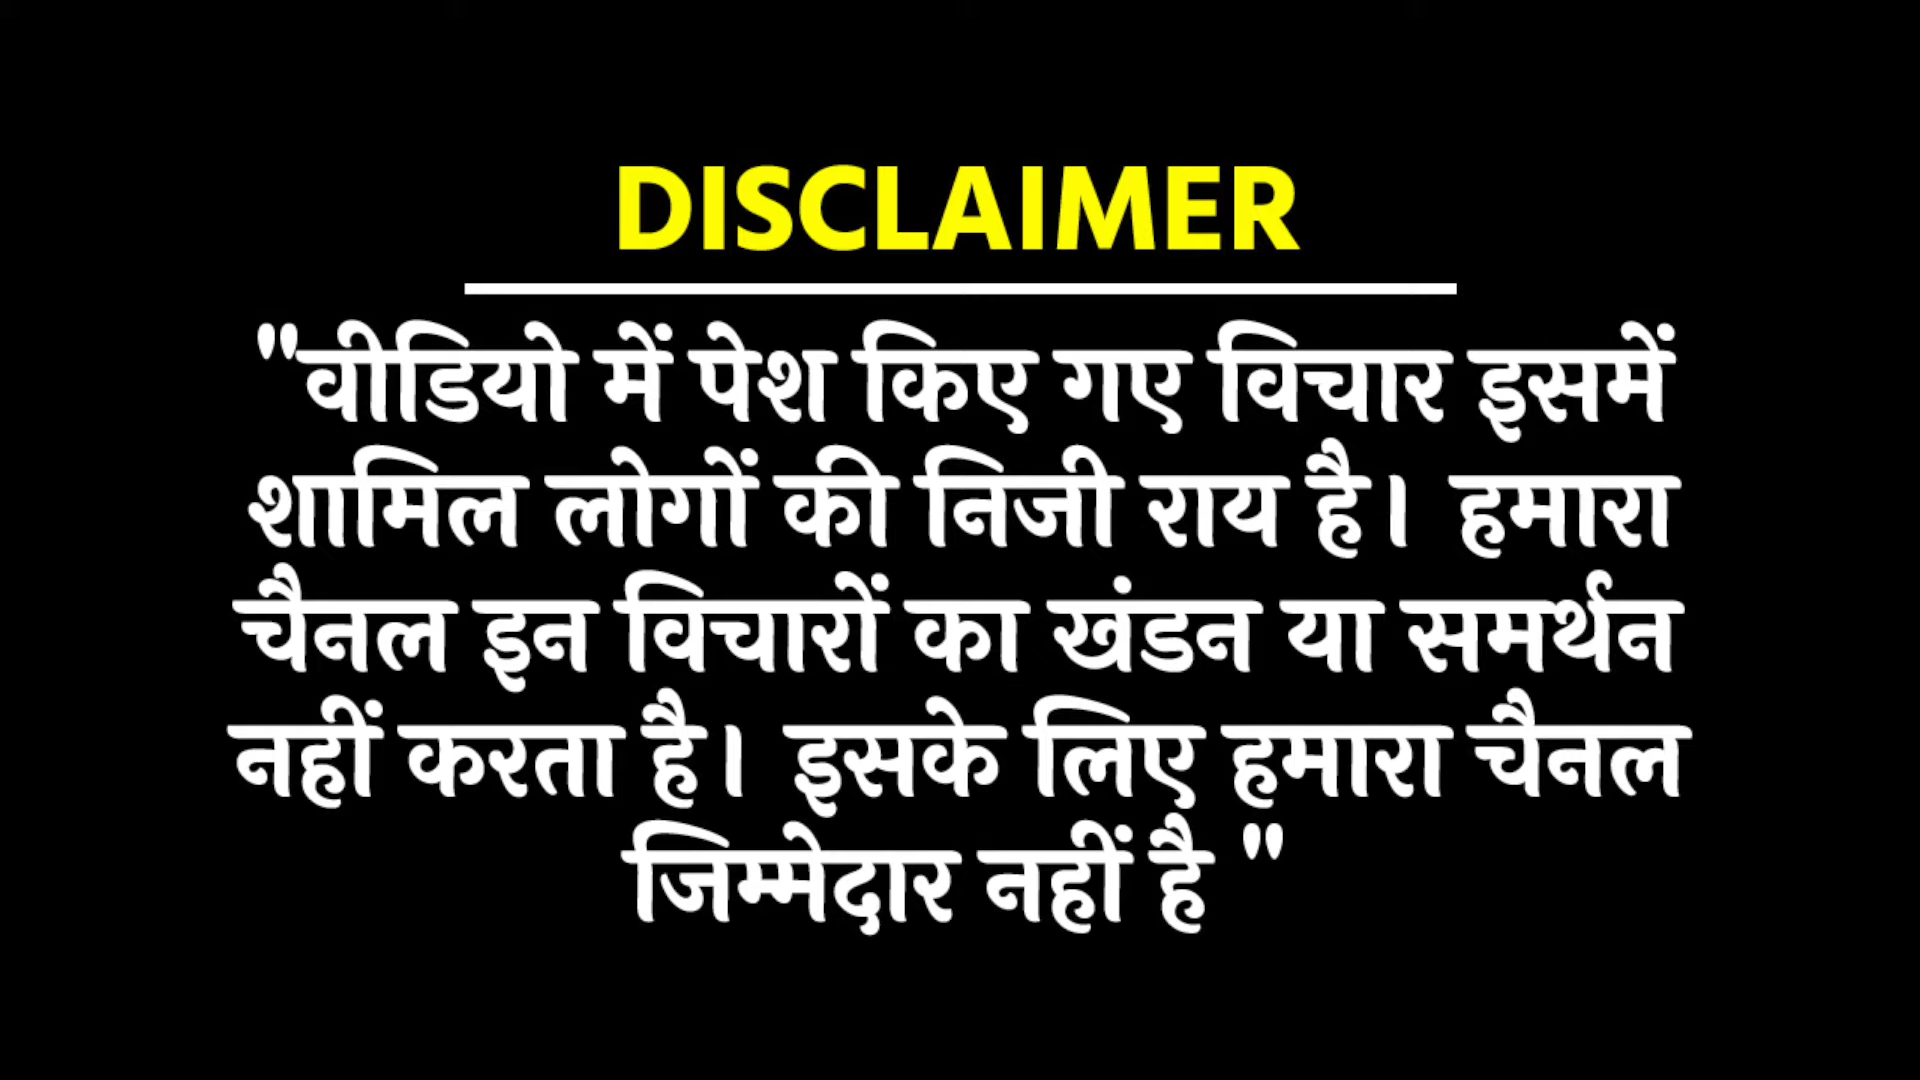 DISCLAIMER
"वीडियो में पेश किए गए विचार इसमें
शामिल लोगों की निजी राय है। हमारा
चैनल इन विचारों का खंडन या समर्थन
नहीं करता है। इसके लिए हमारा चैनल
जिम्मेदार नहीं है "